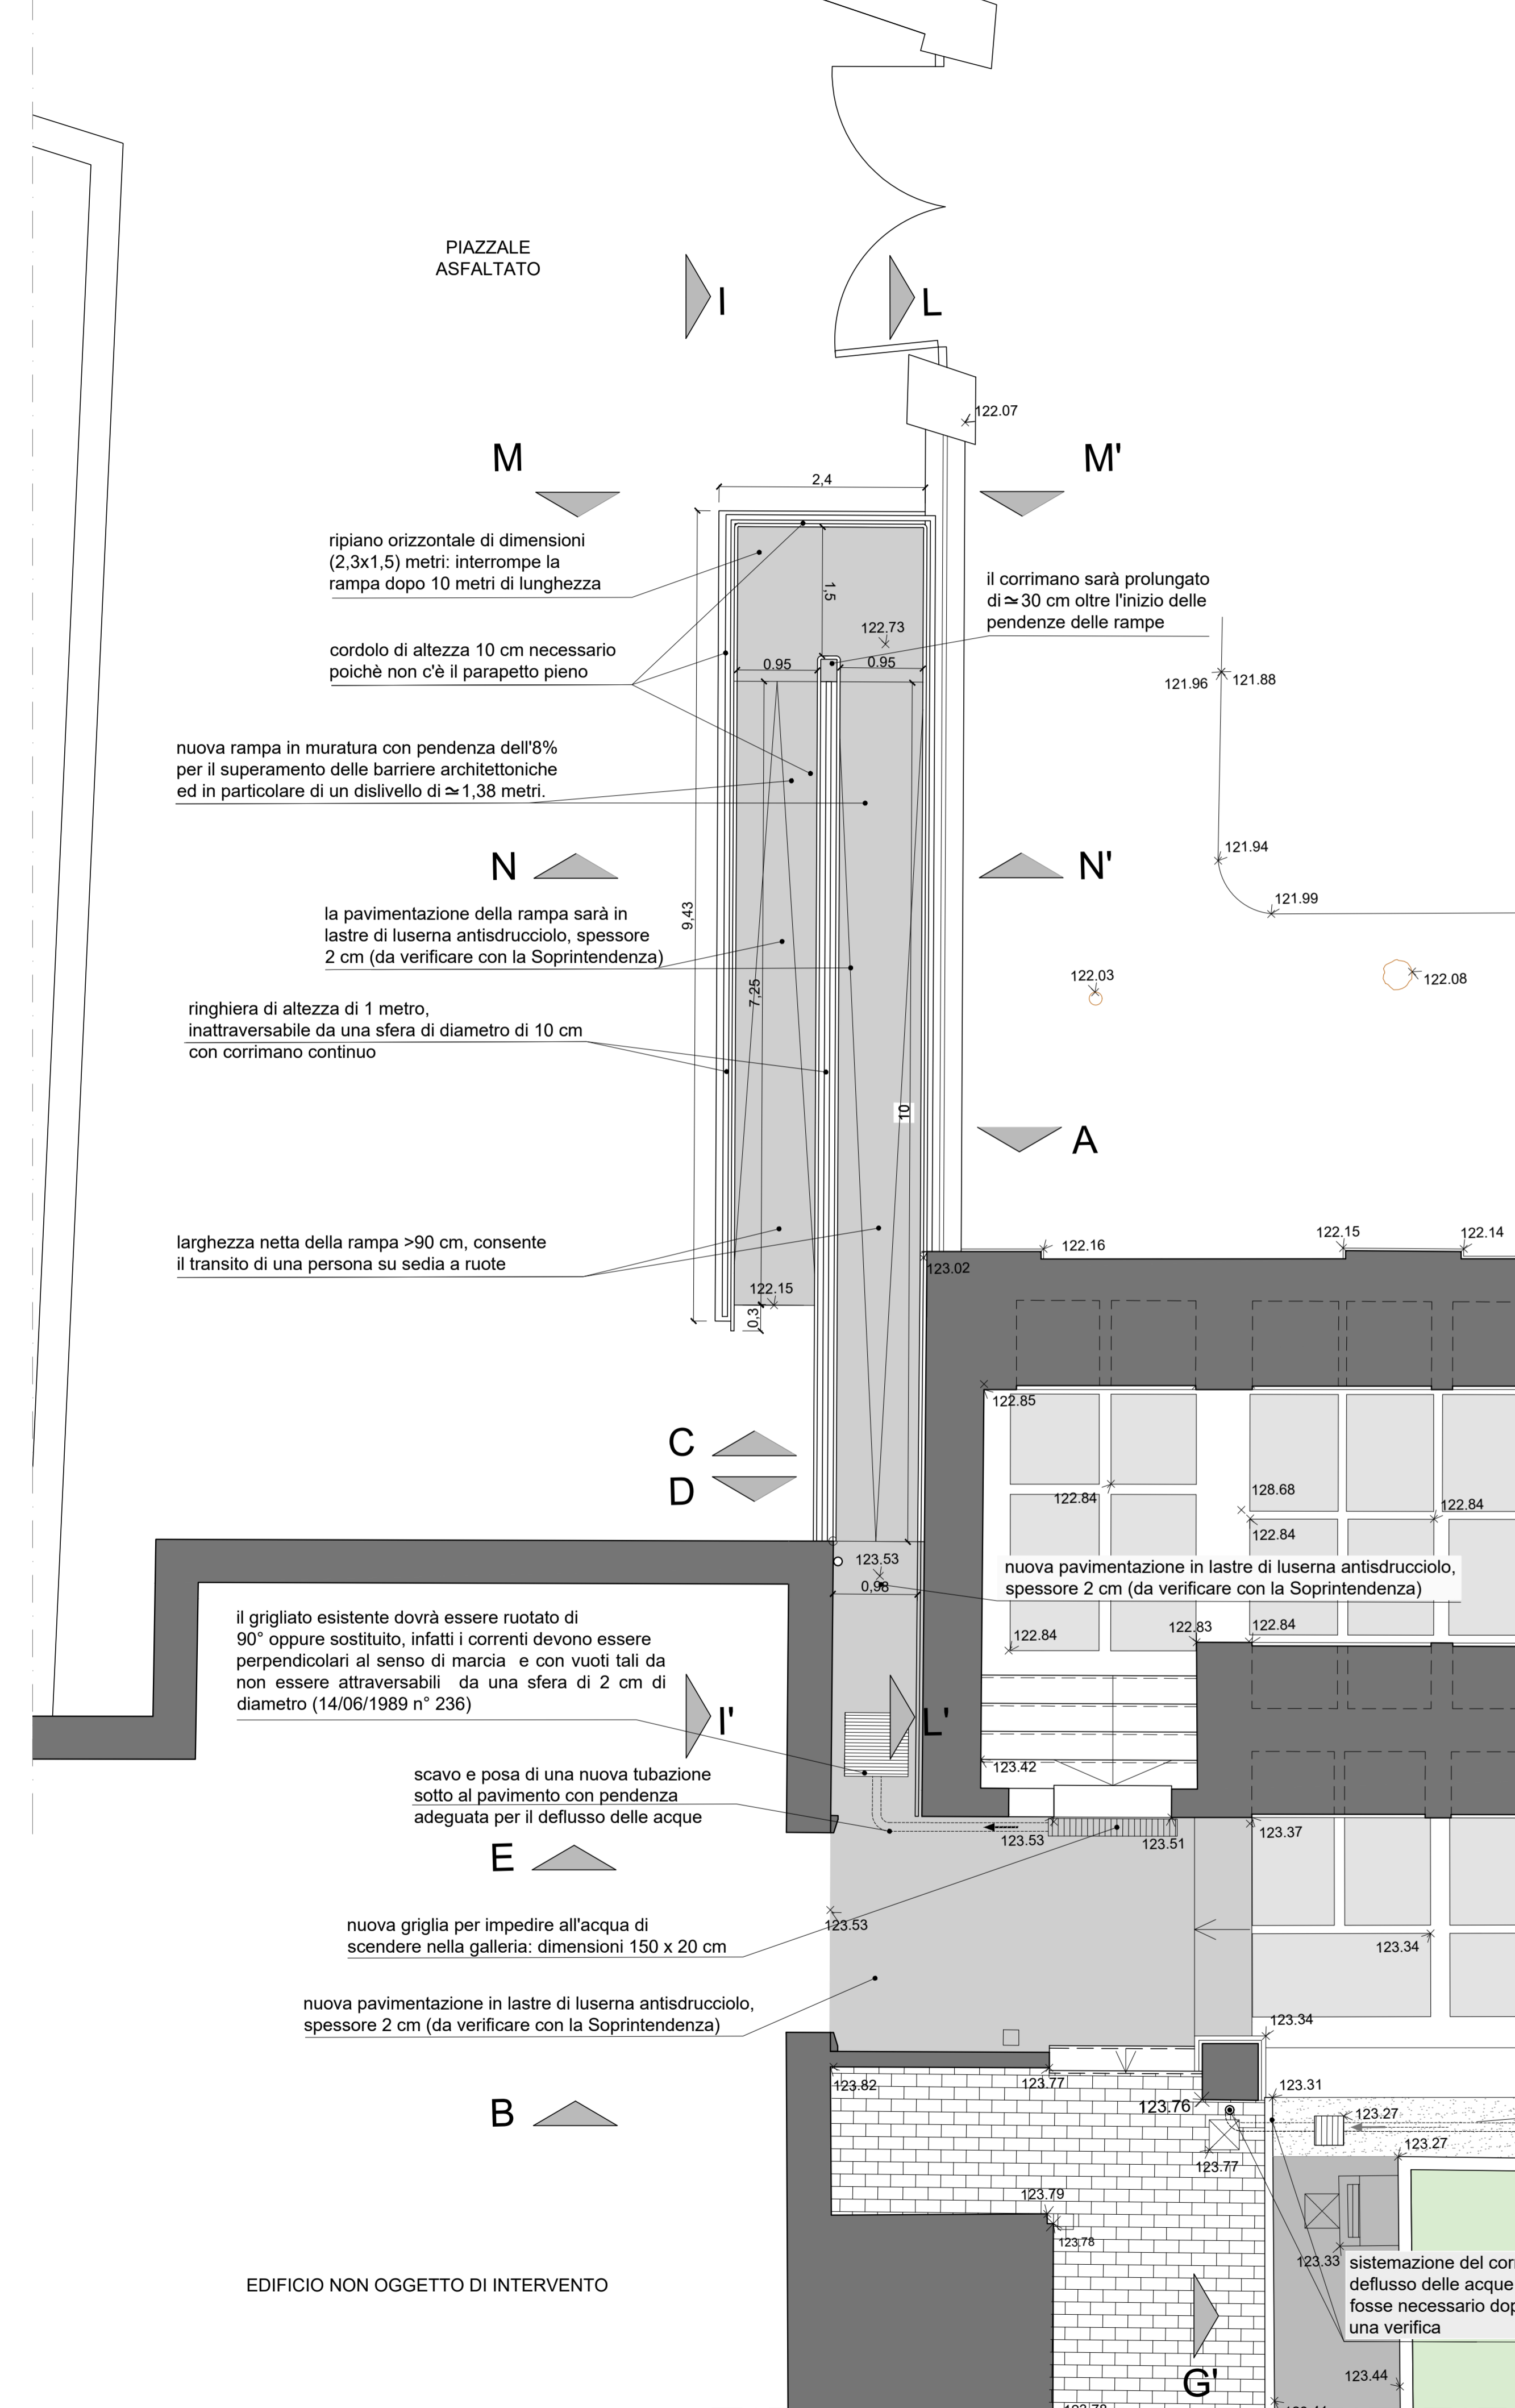 PIAZZALE
ASFALTATO
I
L
122.07
M
M'
2,4
ripiano orizzontale di dimensioni
(2,3x1,5) metri: interrompe la
rampa dopo 10 metri di lunghezza
1,5
il corrimano sarà prolungato
di ≃ 30 cm oltre l'inizio delle
pendenze delle rampe
122.73
cordolo di altezza 10 cm necessario
poichè non c'è il parapetto pieno
0.95
0.95
121.96
121.88
nuova rampa in muratura con pendenza dell'8%
per il superamento delle barriere architettoniche
ed in particolare di un dislivello di ≃ 1,38 metri.
N
N'
121.94
121.99
9,43
la pavimentazione della rampa sarà in
lastre di luserna antisdrucciolo, spessore
2 cm (da verificare con la Soprintendenza)
122.03
122.08
7,25
ringhiera di altezza di 1 metro,
inattraversabile da una sfera di diametro di 10 cm
con corrimano continuo
10
A
larghezza netta della rampa >90 cm, consente
il transito di una persona su sedia a ruote
122.16
122.15
122.14
123.02
122.15
0,3
122.85
C
D
122.84
128.68
122.84
122.84
123.53
0,98
nuova pavimentazione in lastre di luserna antisdrucciolo,
spessore 2 cm (da verificare con la Soprintendenza)
il grigliato esistente dovrà essere ruotato di
90° oppure sostituito, infatti i correnti devono essere
perpendicolari al senso di marcia e con vuoti tali da
non essere attraversabili da una sfera di 2 cm di
diametro (14/06/1989 n° 236)
122.84
122.83
122.84
I'
L'
123.42
scavo e posa di una nuova tubazione
sotto al pavimento con pendenza
adeguata per il deflusso delle acque
123.53
123.51
123.37
E
123.53
nuova griglia per impedire all'acqua di
scendere nella galleria: dimensioni 150 x 20 cm
123.34
nuova pavimentazione in lastre di luserna antisdrucciolo,
spessore 2 cm (da verificare con la Soprintendenza)
123.34
123.82
123.77
123.31
B
123.76
123.27
123.27
123.77
123.79
123.78
123.33
sistemazione del cor
deflusso delle acque
fosse necessario dop
una verifica
EDIFICIO NON OGGETTO DI INTERVENTO
123.44
G'